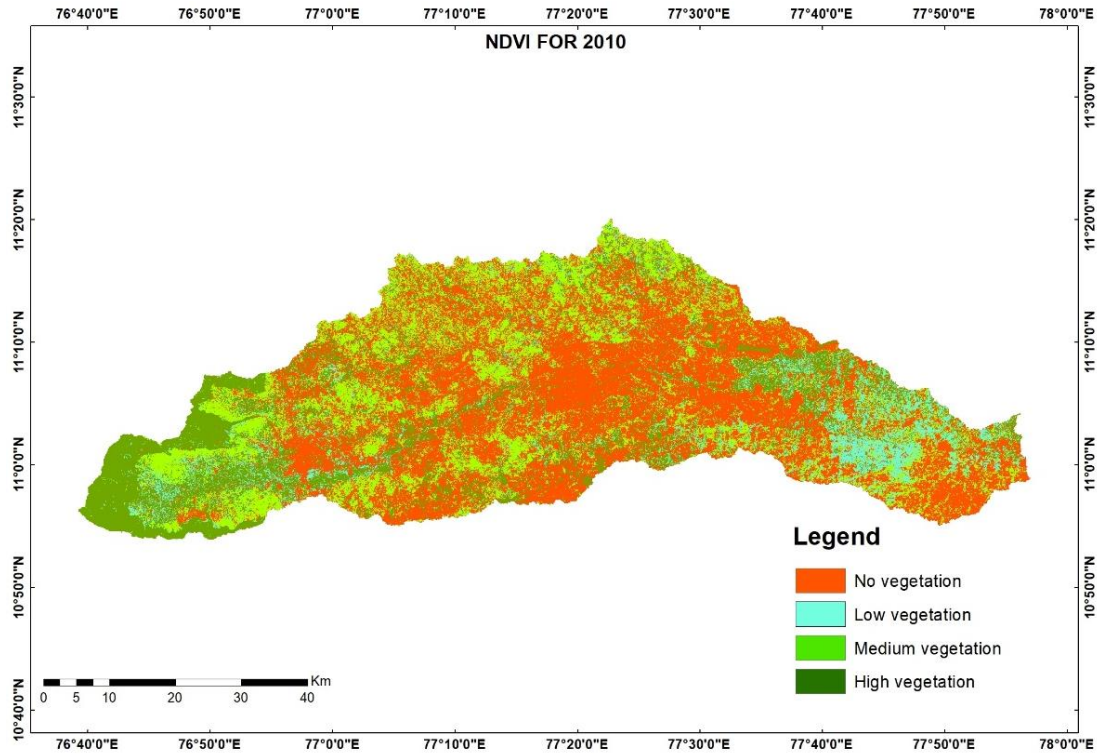 76°40'0"E 76°50'0"E 77°0'0"E 77°10'0"E 77°20'0"E 77°30'0"E 77°40'0"E 77°50'0"E 78°0'0"E
NDVI FOR 2010
11°30'0"N 11°30'0"N
11°20'0"N 11°20'0"N
11°10'0"N 11°10'0"N
11°0'0"N 11°0'0"N
10°50'0"N 10°50'0"N
10°40'0"N 10°40'0"N
Legend
No vegetation
Low vegetation
Medium vegetation
High vegetation
Km
0 5 10 20 30 40
76°40'0"E 76°50'0"E 77°0'0"E 77°10'0"E 77°20'0"E 77°30'0"E 77°40'0"E 77°50'0"E 78°0'0"E